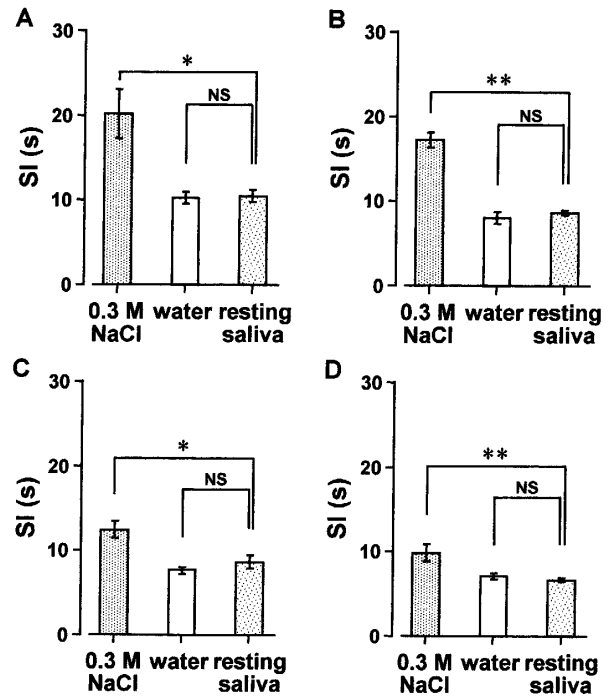 A
30
20
10
0
SI (s)
*
NS
0.3 M water resting
NaCl saliva
B
30
20
10
0
SI (s)
**
NS
0.3 M water resting
NaCl saliva
C
30
20
10
0
SI (s)
*
NS
0.3 M water resting
NaCl saliva
D
30
20
10
0
SI (s)
**
NS
0.3 M water resting
NaCl saliva